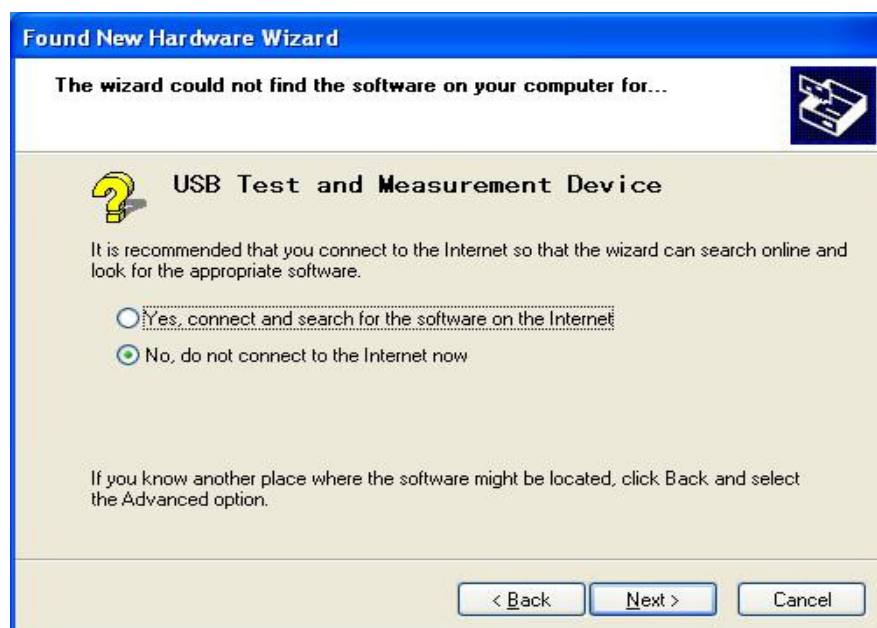 Found New Hardware Wizard
The wizard could not find the software on your computer for...
USB Test and Measurement Device
It is recommended that you connect to the Internet so that the wizard can search online and
look for the appropriate software.
Yes, connect and search for the software on the Internet
No, do not connect to the Internet now
If you know another place where the software might be located, click Back and select
the Advanced option.
< Back Next > Cancel